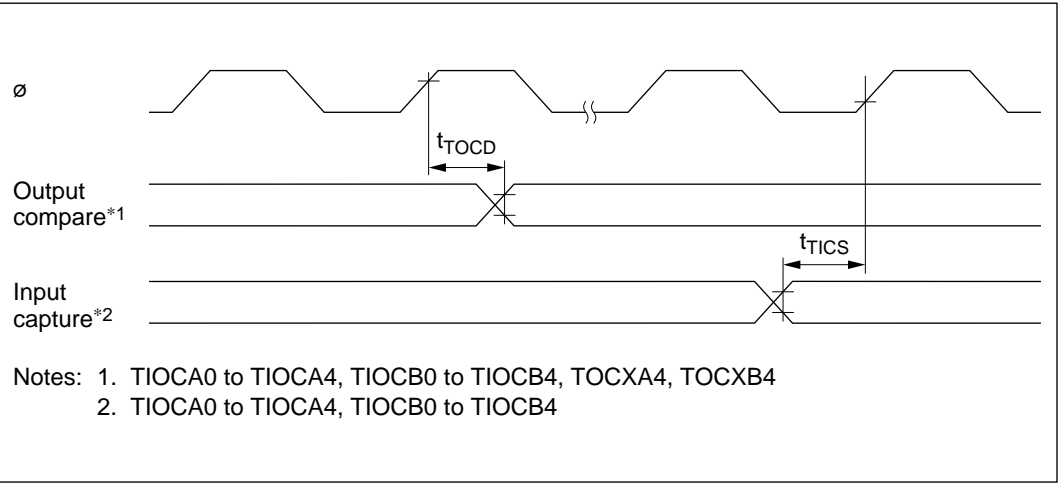 ø
tTOCD
Output
compare*1
tTICS
Input
capture*2
Notes: 1. TIOCA0 to TIOCA4, TIOCB0 to TIOCB4, TOCXA4, TOCXB4
2. TIOCA0 to TIOCA4, TIOCB0 to TIOCB4